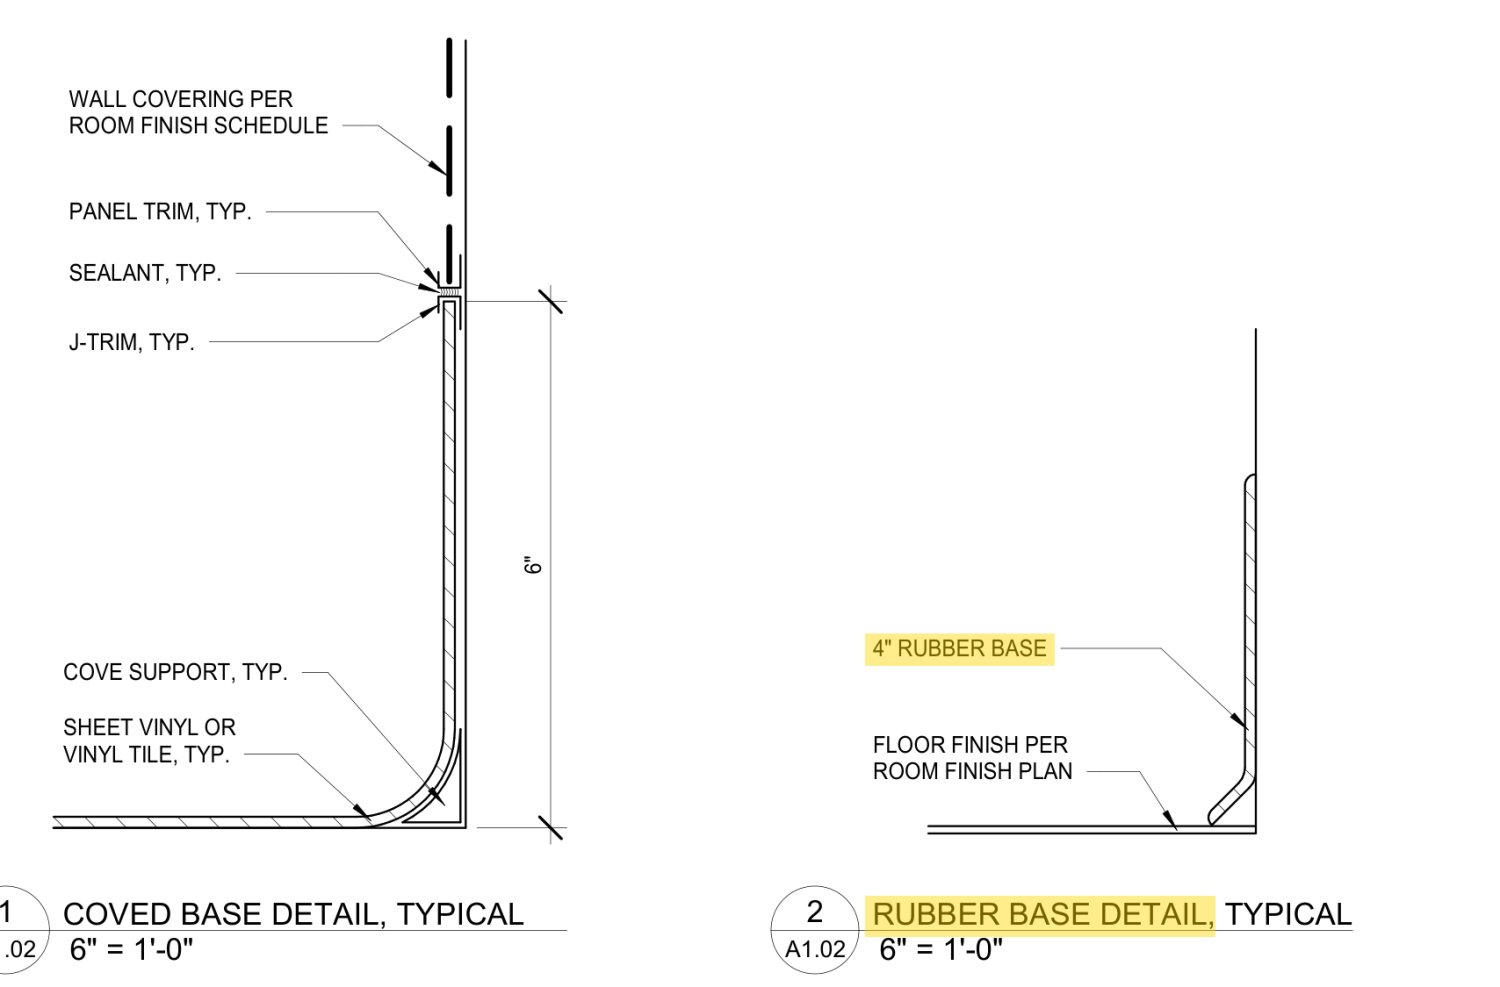 WALL COVERING PER
ROOM FINISH SCHEDULE
PANEL TRIM, TYP.
SEALANT, TYP.
J-TRIM, TYP.
6"
COVE SUPPORT, TYP.
SHEET VINYL OR
VINYL TILE, TYP.
1
.02
COVED BASE DETAIL, TYPICAL
6" = 1'-0"
4" RUBBER BASE
FLOOR FINISH PER
ROOM FINISH PLAN
2
A1.02
RUBBER BASE DETAIL, TYPICAL
6" = 1'-0"